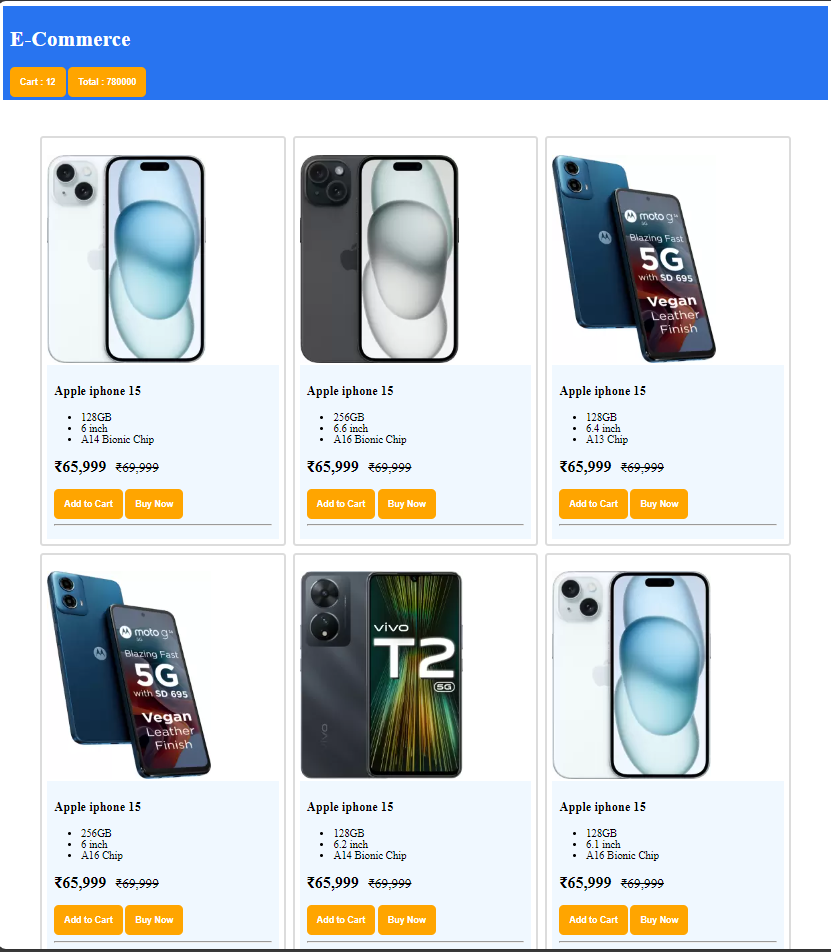 E-Commerce
Cart : 12
Total : 780000
moto g34
5G
Blazing Fast
5G
with SD 695
Vegan
Leather
Finish
Apple iphone 15
128GB
6 inch
A14 Bionic Chip
₹65,999 ₹69,999
Add to Cart Buy Now
Apple iphone 15
256GB
6.6 inch
A16 Bionic Chip
₹65,999 ₹69,999
Add to Cart Buy Now
Apple iphone 15
128GB
6.4 inch
A13 Chip
₹65,999 ₹69,999
Add to Cart Buy Now
moto g34
5G
Blazing Fast
5G
with SD 695
Vegan
Leather
Finish
vivo
vivo
T2
5G
Apple iphone 15
256GB
6 inch
A16 Chip
₹65,999 ₹69,999
Add to Cart Buy Now
Apple iphone 15
128GB
6.2 inch
A14 Bionic Chip
₹65,999 ₹69,999
Add to Cart Buy Now
Apple iphone 15
128GB
6.1 inch
A16 Bionic Chip
₹65,999 ₹69,999
Add to Cart Buy Now